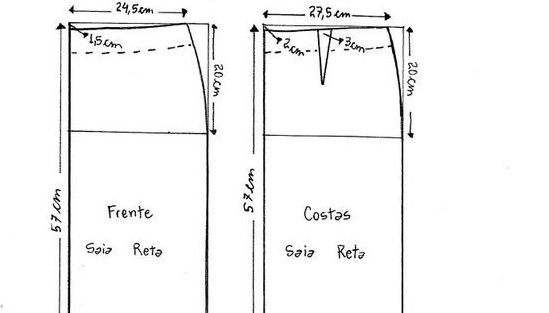 24,5cm
1,5cm
20cm
57cm
Frente
Saia Reta
27,5cm
2cm
3cm
20cm
57cm
Costas
Saia Reta